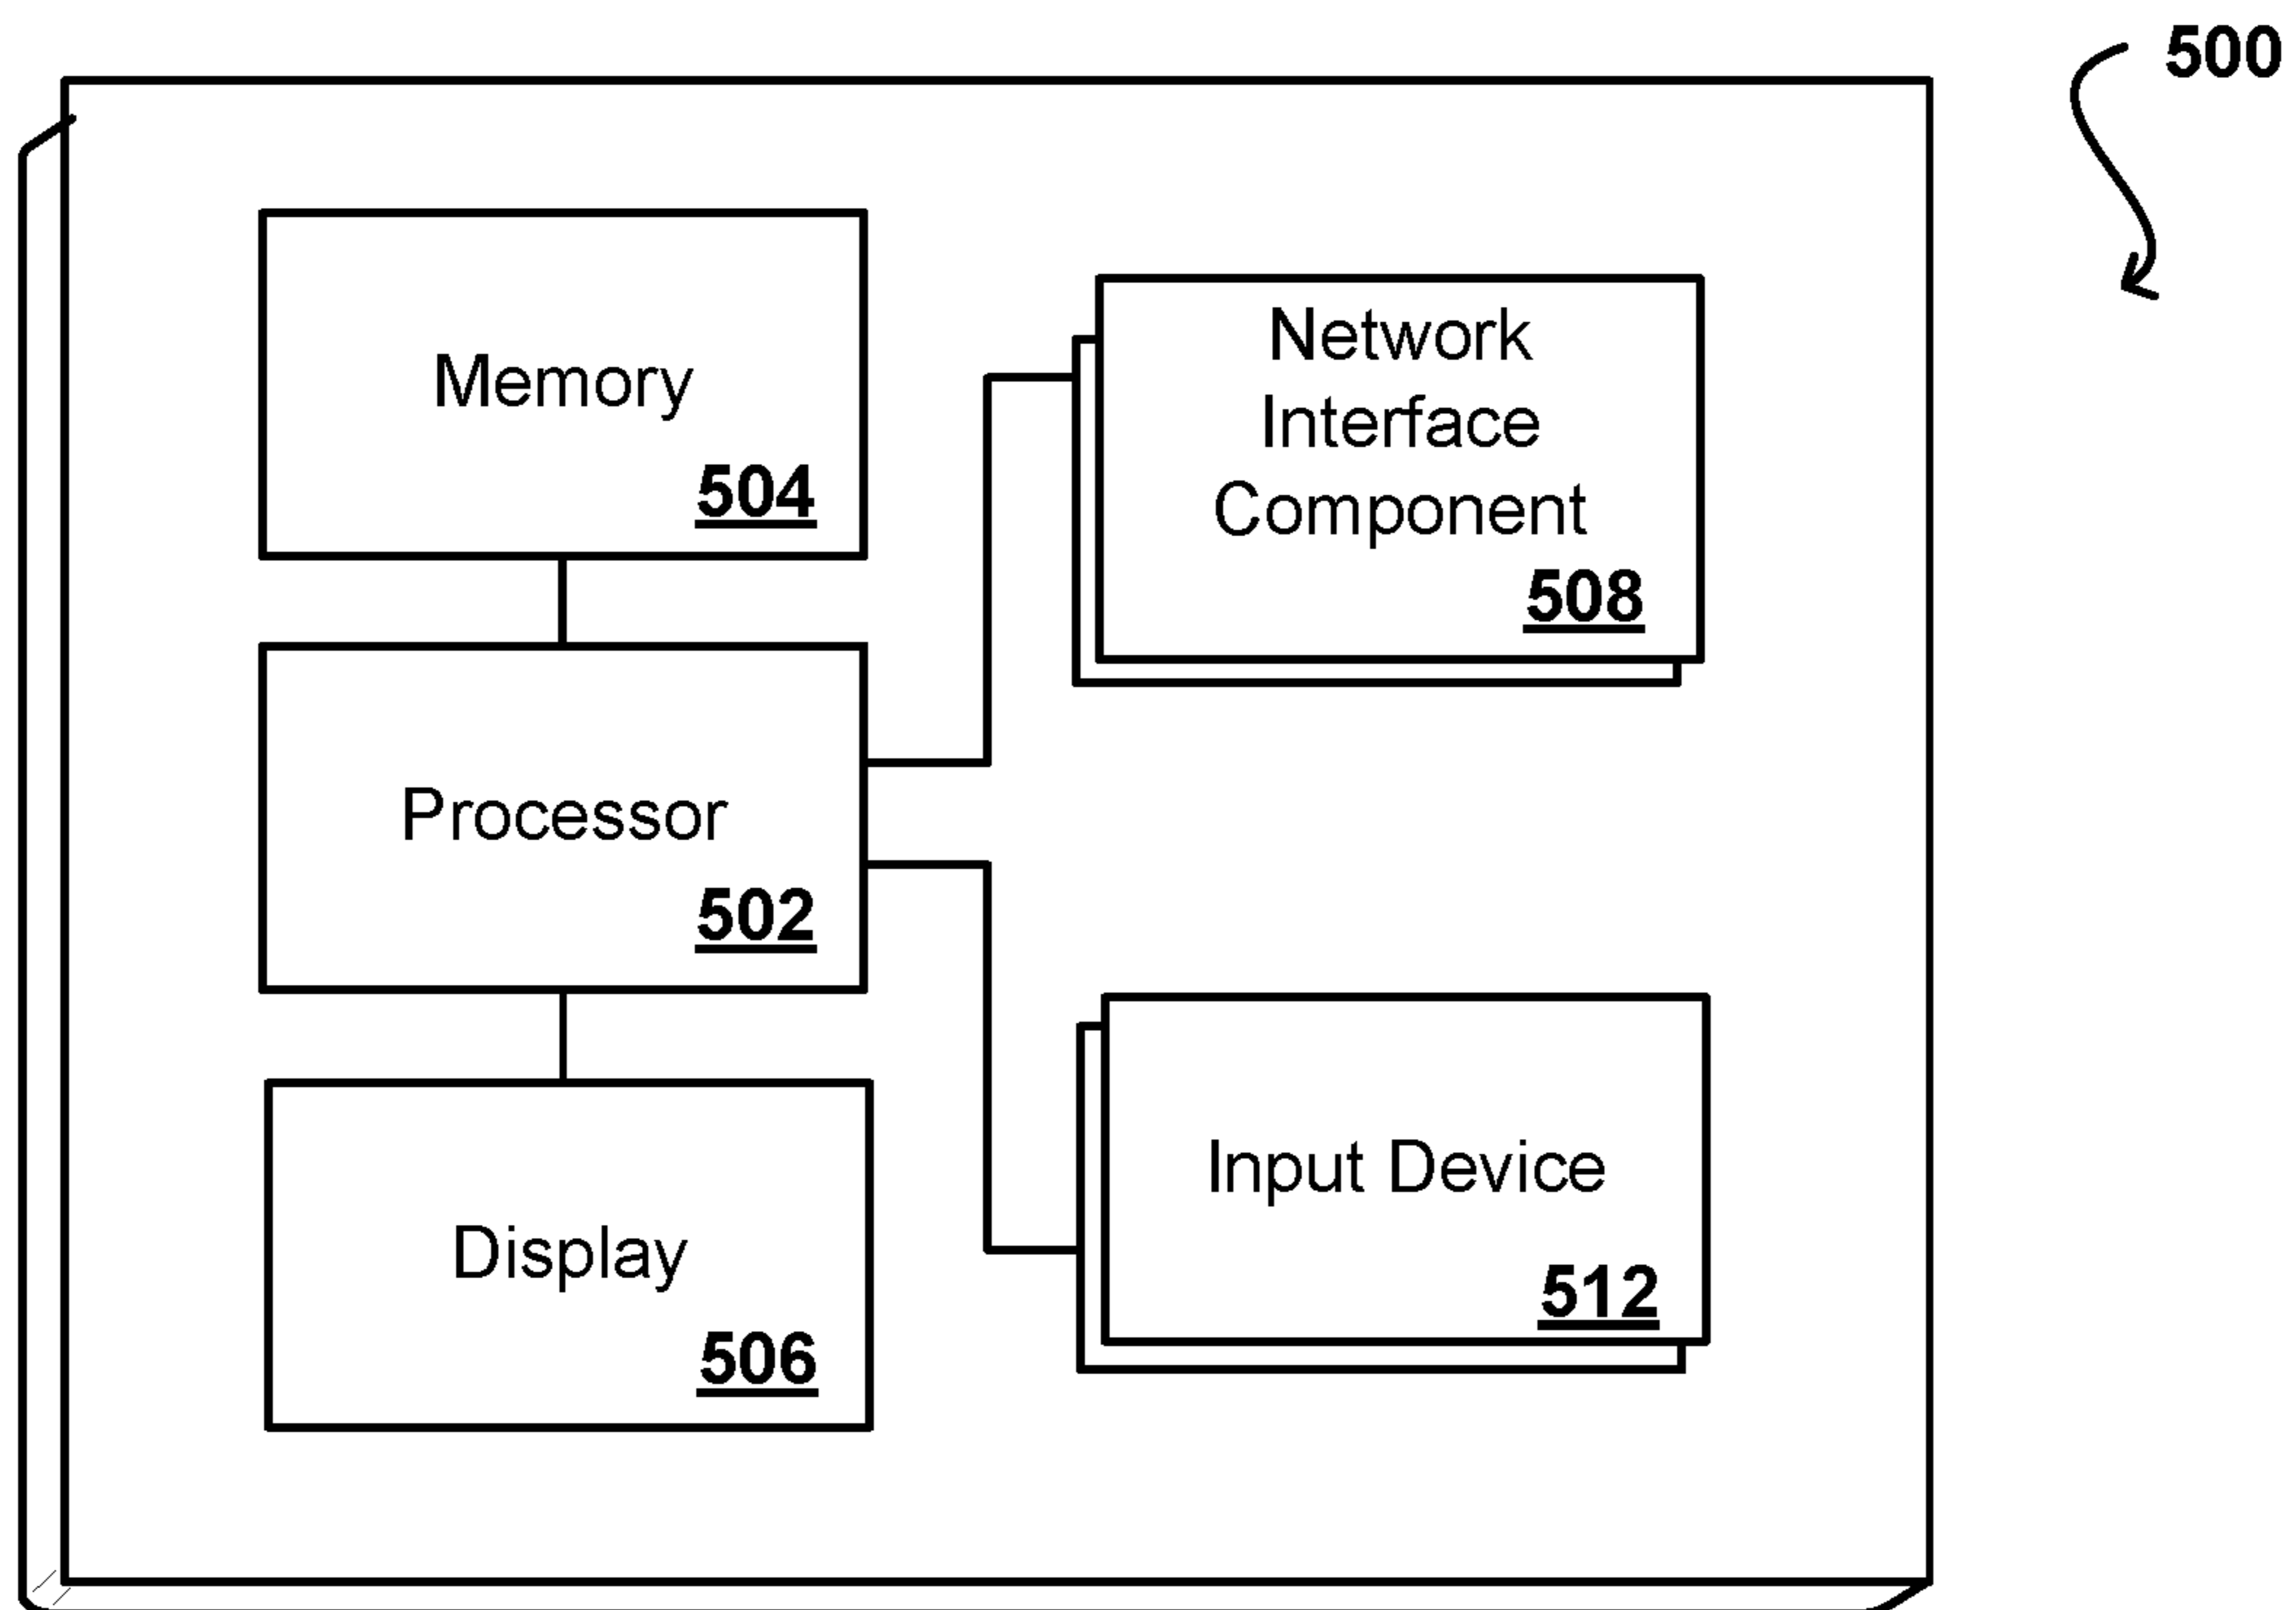 500
Memory
504
Network
Interface
Component
508
Processor
502
Input Device
512
Display
506